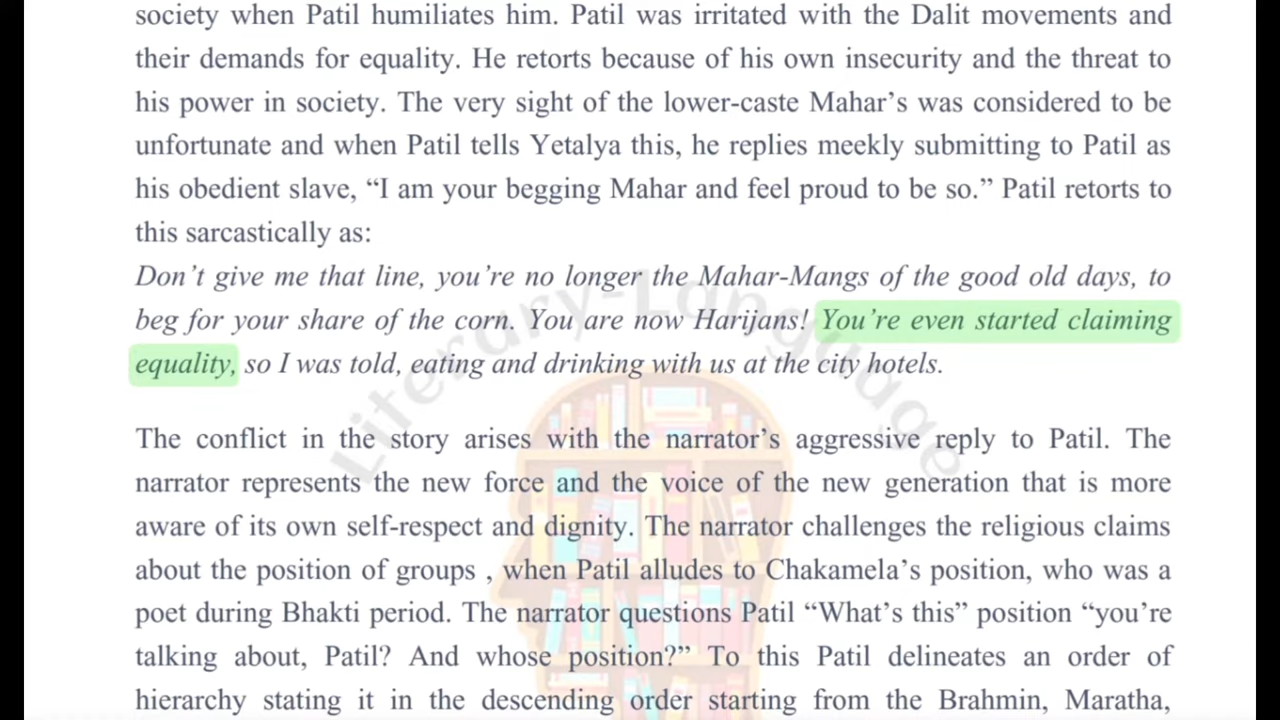 society when Patil humiliates him. Patil was irritated with the Dalit movements and
their demands for equality. He retorts because of his own insecurity and the threat to
his power in society. The very sight of the lower-caste Mahar’s was considered to be
unfortunate and when Patil tells Yetalya this, he replies meekly submitting to Patil as
his obedient slave, “I am your begging Mahar and feel proud to be so.” Patil retorts to
this sarcastically as:
Don’t give me that line, you’re no longer the Mahar-Mangs of the good old days, to
beg for your share of the corn. You are now Harijans! You’re even started claiming
equality, so I was told, eating and drinking with us at the city hotels.
Literary-Language
The conflict in the story arises with the narrator’s aggressive reply to Patil. The
narrator represents the new force and the voice of the new generation that is more
aware of its own self-respect and dignity. The narrator challenges the religious claims
about the position of groups , when Patil alludes to Chakamela’s position, who was a
poet during Bhakti period. The narrator questions Patil “What’s this” position “you’re
talking about, Patil? And whose position?” To this Patil delineates an order of
hierarchy stating it in the descending order starting from the Brahmin, Maratha,